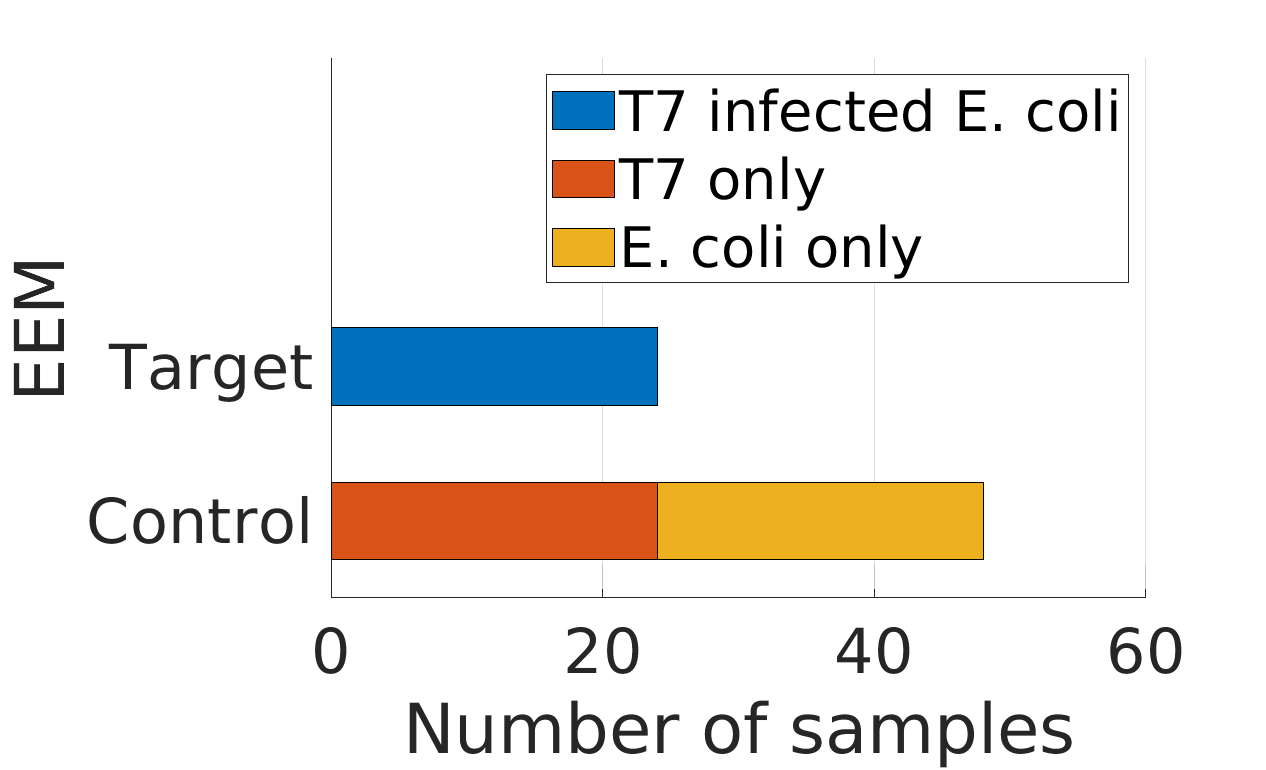 T7 infected E. coli
T7 only
E. coli only
EEM
Target
Control
0 20 40 60
Number of samples